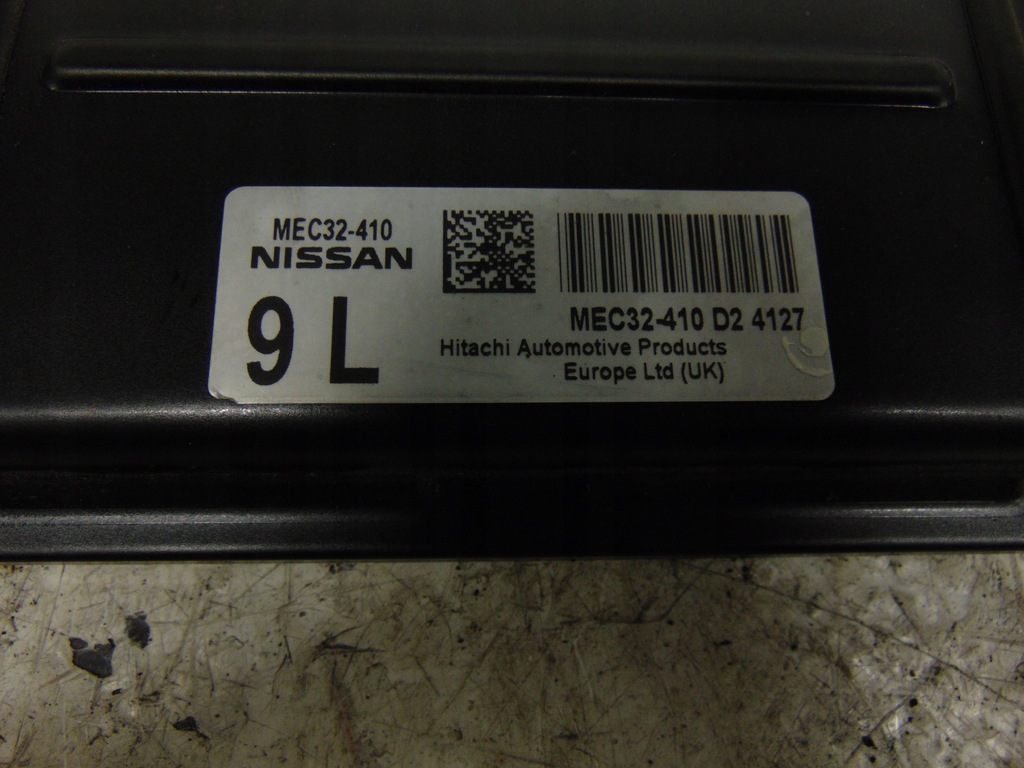 MEC32-410
NISSAN
9 L
MEC32-410 D2 4127
Hitachi Automotive Products
Europe Ltd (UK)